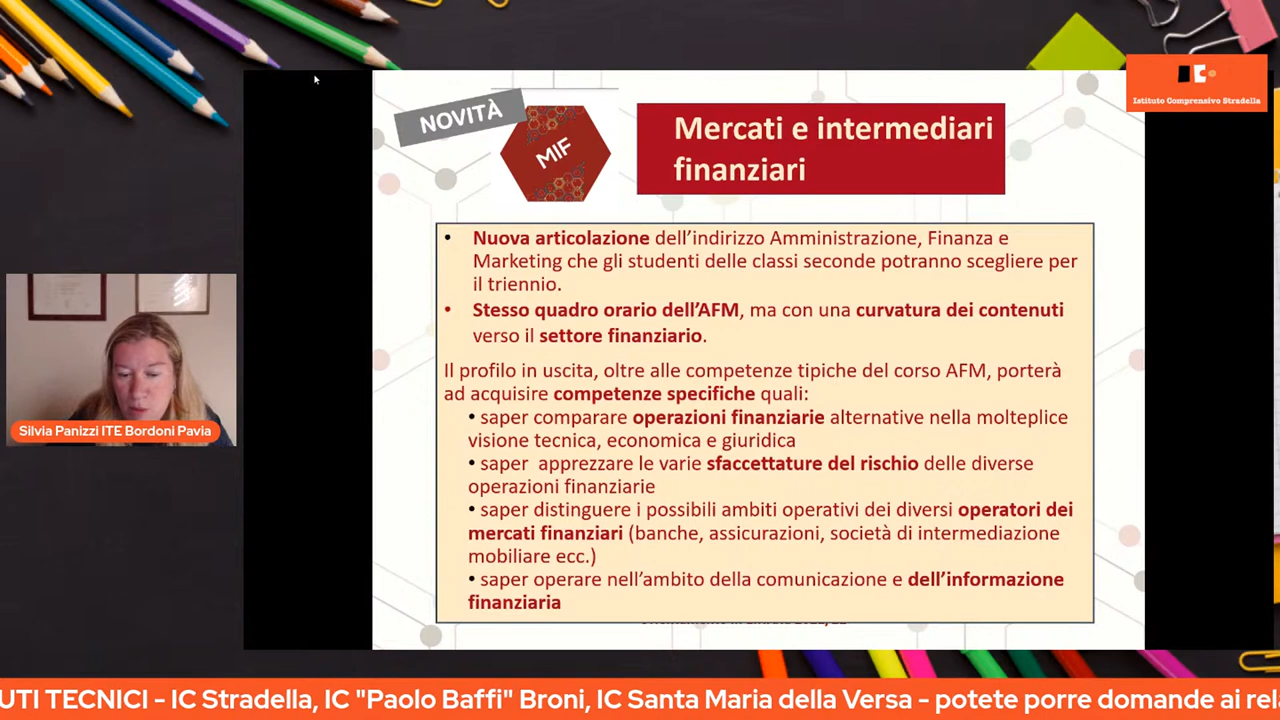 Istituto Comprensivo Stradella
NOVITÀ
MIF
Mercati e intermediari
finanziari
• Nuova articolazione dell'indirizzo Amministrazione, Finanza e
Marketing che gli studenti delle classi seconde potranno scegliere per
il triennio.
• Stesso quadro orario dell'AFM, ma con una curvatura dei contenuti
verso il settore finanziario.
Il profilo in uscita, oltre alle competenze tipiche del corso AFM, porterà
ad acquisire competenze specifiche quali:
• saper comparare operazioni finanziarie alternative nella molteplice
visione tecnica, economica e giuridica
• saper apprezzare le varie sfaccettature del rischio delle diverse
operazioni finanziarie
• saper distinguere i possibili ambiti operativi dei diversi operatori dei
mercati finanziari (banche, assicurazioni, società di intermediazione
mobiliare ecc.)
• saper operare nell'ambito della comunicazione e dell'informazione
finanziaria
Silvia Panizzi ITE Bordoni Pavia
UTI TECNICI - IC Stradella, IC "Paolo Baffi" Broni, IC Santa Maria della Versa - potete porre domande ai rel